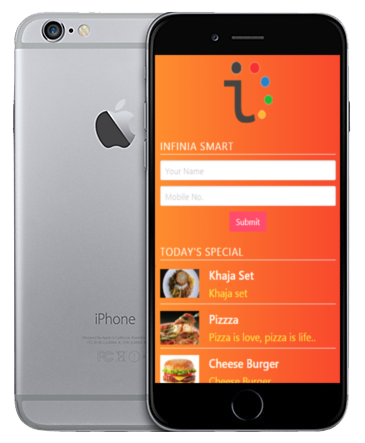 INFINIA SMART
Your Name
Mobile No.
Submit
TODAY'S SPECIAL
Khaja Set
Khaja set
Pizzza
Pizza is love, pizza is life..
Cheese Burger
Cheese Burger
iPhone